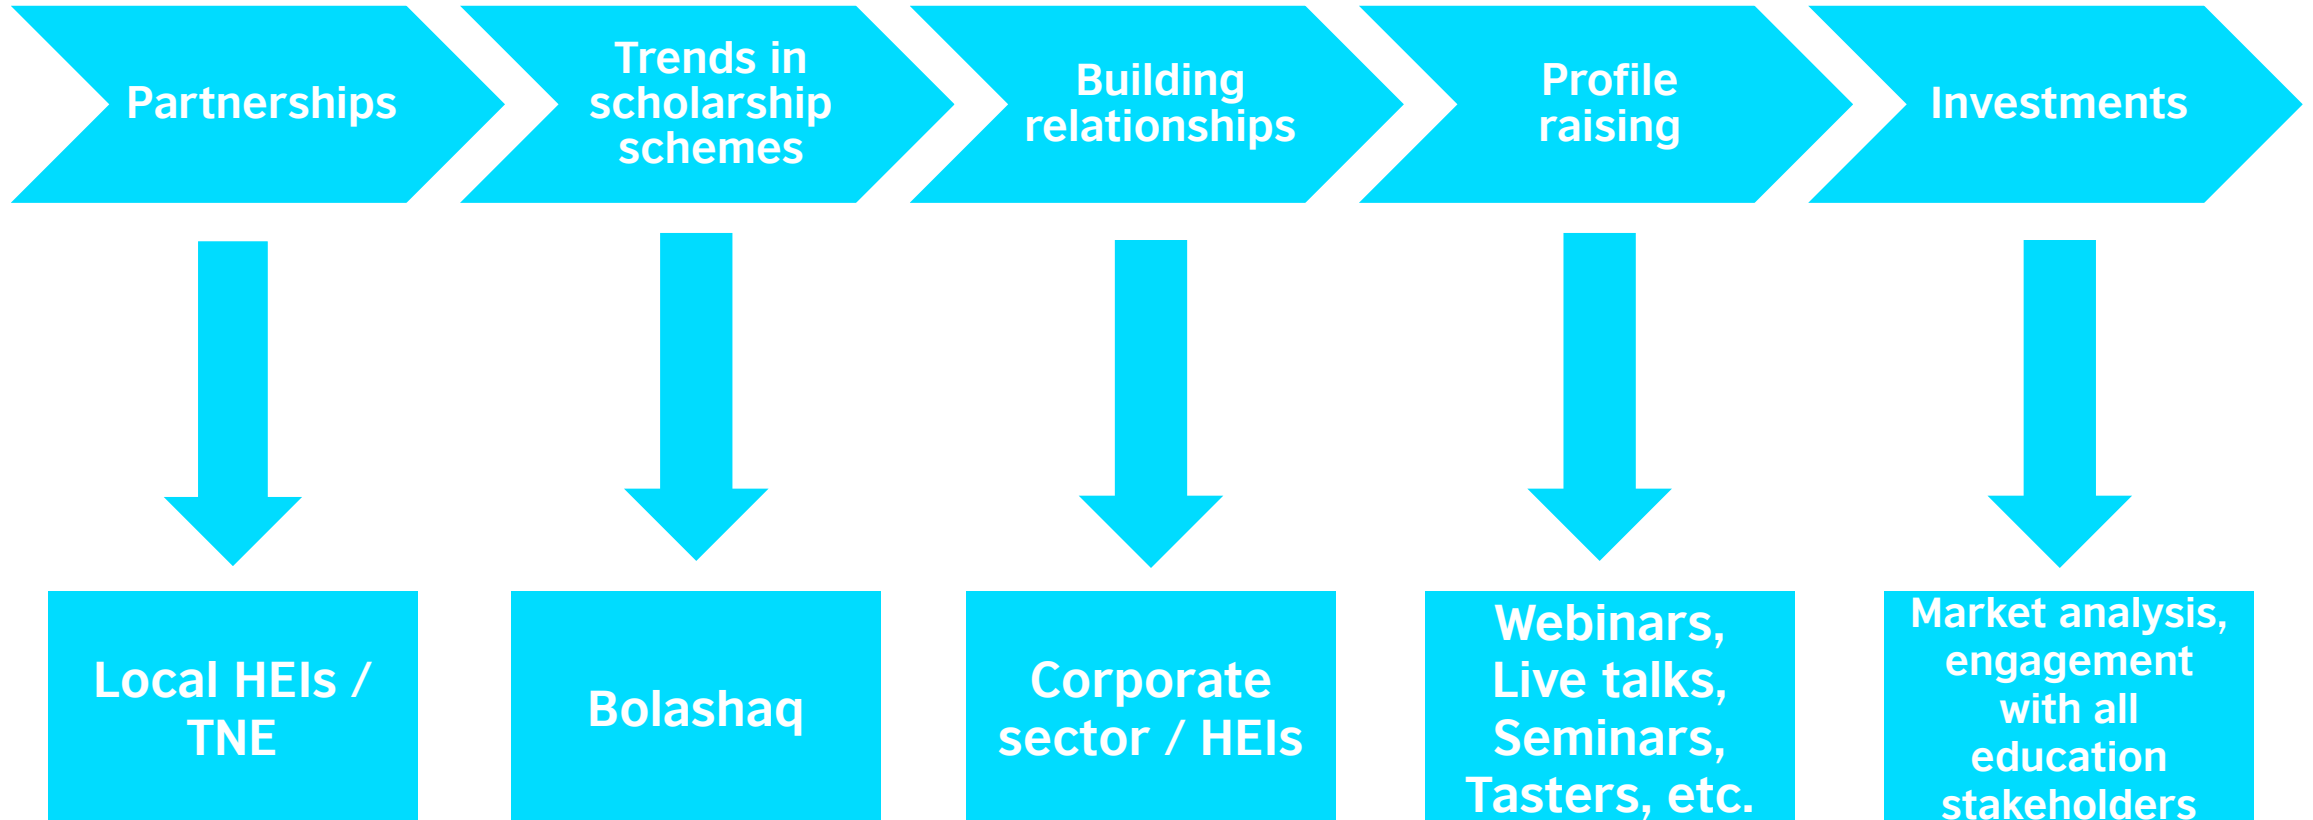 Partnerships
Trends in
scholarship
schemes
Building
relationships
Profile
raising
Investments
Local HEIs /
TNE
Bolashaq
Corporate
sector / HEIs
Webinars,
Live talks,
Seminars,
Tasters, etc.
Market analysis,
engagement
with all
education
stakeholders